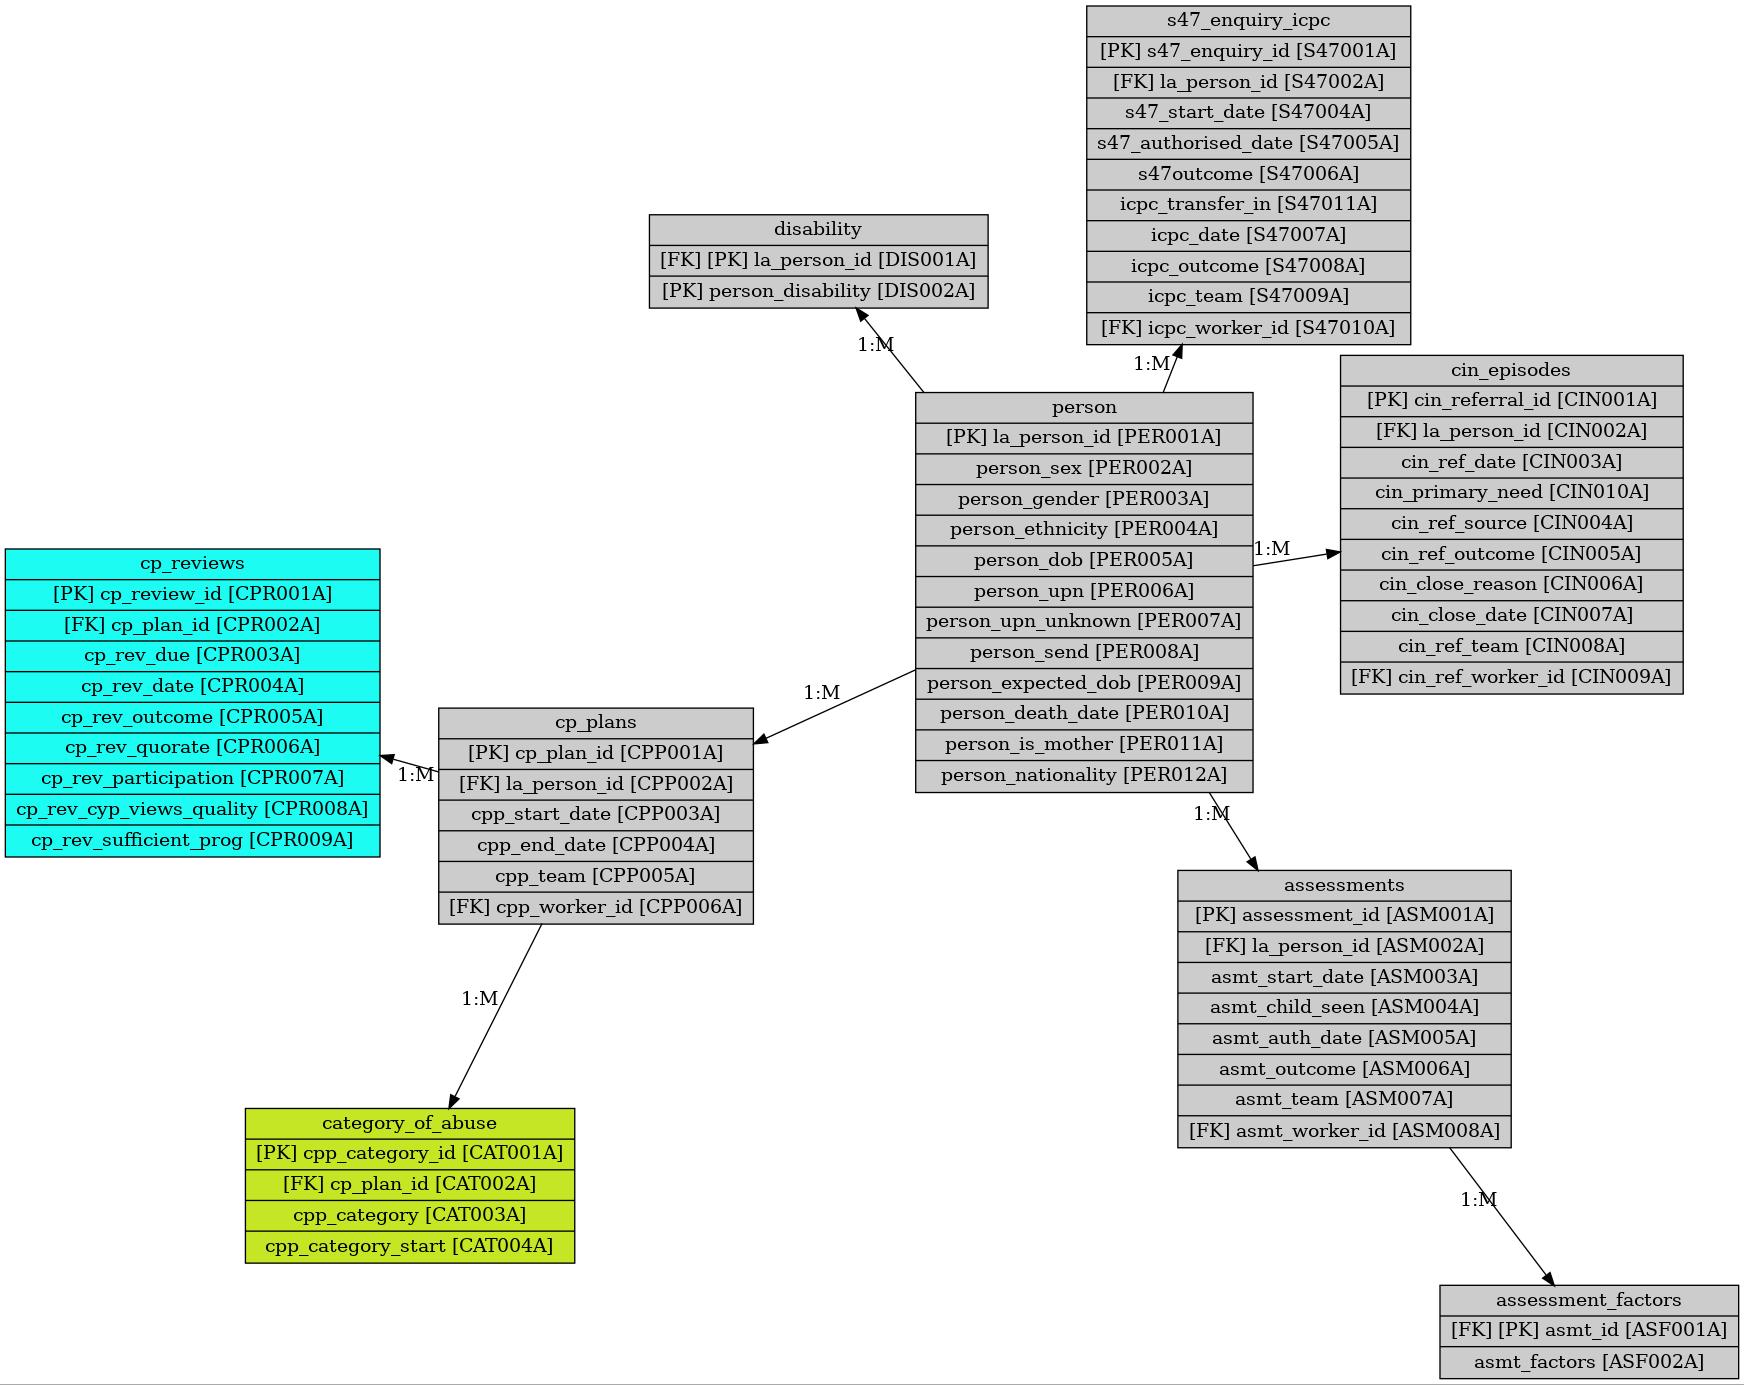 s47_enquiry_icpc
[PK] s47_enquiry_id [S47001A]
[FK] la_person_id [S47002A]
s47_start_date [S47004A]
s47_authorised_date [S47005A]
s47outcome [S47006A]
icpc_transfer_in [S47011A]
icpc_date [S47007A]
icpc_outcome [S47008A]
icpc_team [S47009A]
[FK] icpc_worker_id [S47010A]
disability
[FK] [PK] la_person_id [DIS001A]
[PK] person_disability [DIS002A]
1:M
1:M
cin_episodes
[PK] cin_referral_id [CIN001A]
[FK] la_person_id [CIN002A]
cin_ref_date [CIN003A]
cin_primary_need [CIN010A]
cin_ref_source [CIN004A]
cin_ref_outcome [CIN005A]
cin_close_reason [CIN006A]
cin_close_date [CIN007A]
cin_ref_team [CIN008A]
[FK] cin_ref_worker_id [CIN009A]
person
[PK] la_person_id [PER001A]
person_sex [PER002A]
person_gender [PER003A]
person_ethnicity [PER004A]
person_dob [PER005A]
person_upn [PER006A]
person_upn_unknown [PER007A]
person_send [PER008A]
person_expected_dob [PER009A]
person_death_date [PER010A]
person_is_mother [PER011A]
person_nationality [PER012A]
1:M
1:M
cp_reviews
[PK] cp_review_id [CPR001A]
[FK] cp_plan_id [CPR002A]
cp_rev_due [CPR003A]
cp_rev_date [CPR004A]
cp_rev_outcome [CPR005A]
cp_rev_quorate [CPR006A]
cp_rev_participation [CPR007A]
cp_rev_cyp_views_quality [CPR008A]
cp_rev_sufficient_prog [CPR009A]
1:M
cp_plans
[PK] cp_plan_id [CPP001A]
[FK] la_person_id [CPP002A]
cpp_start_date [CPP003A]
cpp_end_date [CPP004A]
cpp_team [CPP005A]
[FK] cpp_worker_id [CPP006A]
1:M
assessments
[PK] assessment_id [ASM001A]
[FK] la_person_id [ASM002A]
asmt_start_date [ASM003A]
asmt_child_seen [ASM004A]
asmt_auth_date [ASM005A]
asmt_outcome [ASM006A]
asmt_team [ASM007A]
[FK] asmt_worker_id [ASM008A]
1:M
category_of_abuse
[PK] cpp_category_id [CAT001A]
[FK] cp_plan_id [CAT002A]
cpp_category [CAT003A]
cpp_category_start [CAT004A]
1:M
assessment_factors
[FK] [PK] asmt_id [ASF001A]
asmt_factors [ASF002A]